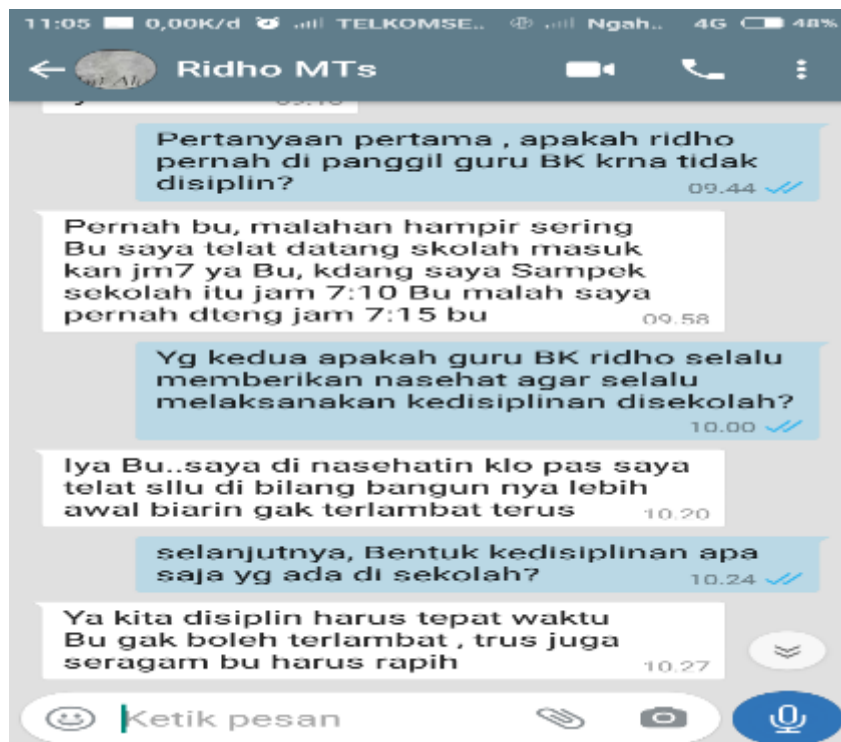 11:05 0,00K/d TELKOMSE.. Ngah.. 4G 48%
Ridho MTs
Pertanyaan pertama , apakah ridho
pernah di panggil guru BK krna tidak
disiplin?
09.44
Pernah bu, malahan hampir sering
Bu saya telat datang skolah masuk
kan jm7 ya Bu, kdang saya Sampek
sekolah itu jam 7:10 Bu malah saya
pernah dteng jam 7:15 bu
09.58
Yg kedua apakah guru BK ridho selalu
memberikan nasehat agar selalu
melaksanakan kedisiplinan disekolah?
10.00
Iya Bu..saya di nasehatin klo pas saya
telat sllu di bilang bangun nya lebih
awal biarin gak terlambat terus
10.20
selanjutnya, Bentuk kedisiplinan apa
saja yg ada di sekolah?
10.24
Ya kita disiplin harus tepat waktu
Bu gak boleh terlambat , trus juga
seragam bu harus rapih
10.27
Ketik pesan